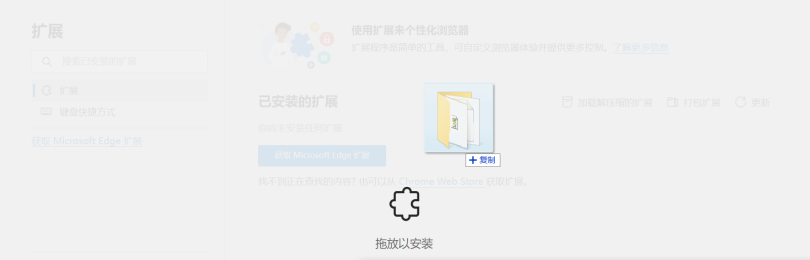 扩展
搜索已安装的扩展
扩展
键盘快捷方式
获取 Microsoft Edge 扩展
使用扩展来个性化浏览器
扩展程序是简单的工具，可自定义浏览器体验并提供更多控制。了解更多信息
已安装的扩展
加载解压缩的扩展
打包扩展
更新
你尚未安装任何扩展
获取 Microsoft Edge 扩展
复制
找不到正在查找的内容? 也可以从 Chrome Web Store 获取扩展。
拖放以安装